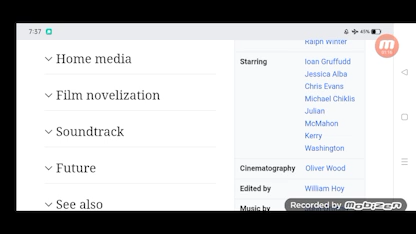 7:37
45%
Home media
Film novelization
Soundtrack
Future
See also
Ralph Winter
Starring
Ioan Gruffudd
Jessica Alba
Chris Evans
Michael Chiklis
Julian
McMahon
Kerry
Washington
Cinematography
Oliver Wood
Edited by
William Hoy
Music by
Recorded by mobizen